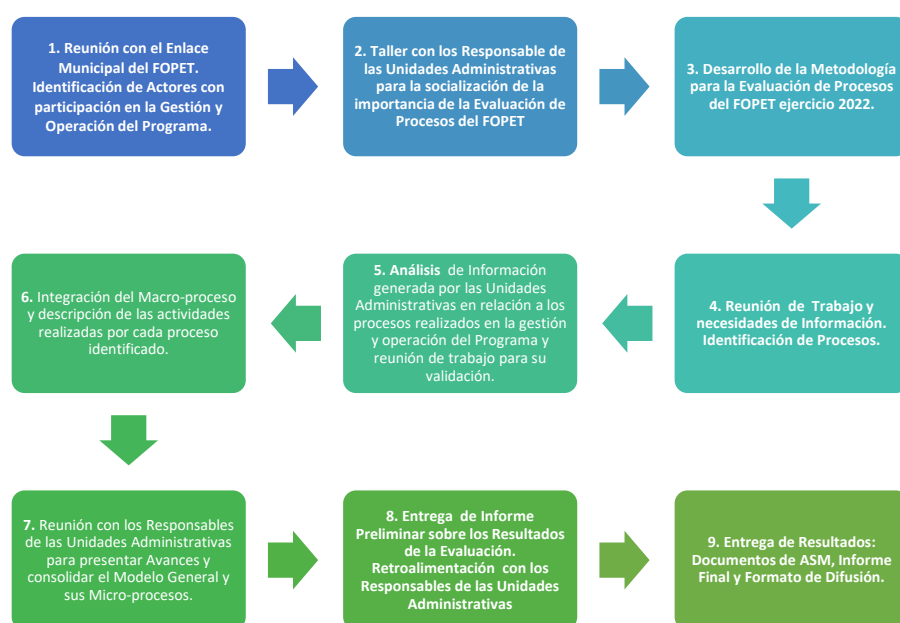 1. Reunión con el Enlace
Municipal del FOPET.
Identificación de Actores con
participación en la Gestión y
Operación del Programa.
2. Taller con los Responsable de
las Unidades Administrativas
para la socialización de la
importancia de la Evaluación de
Procesos del FOPET
3. Desarrollo de la Metodología
para la Evaluación de Procesos
del FOPET ejercicio 2022.
4. Reunión de Trabajo y
necesidades de Información.
Identificación de Procesos.
5. Análisis de Información
generada por las Unidades
Administrativas en relación a los
procesos realizados en la gestión
y operación del Programa y
reunión de trabajo para su
validación.
6. Integración del Macro-proceso
y descripción de las actividades
realizadas por cada proceso
identificado.
7. Reunión con los Responsables
de las Unidades Administrativas
para presentar Avances y
consolidar el Modelo General y
sus Micro-procesos.
8. Entrega de Informe
Preliminar sobre los Resultados
de la Evaluación.
Retroalimentación con los
Responsables de las Unidades
Administrativas
9. Entrega de Resultados:
Documentos de ASM, Informe
Final y Formato de Difusión.